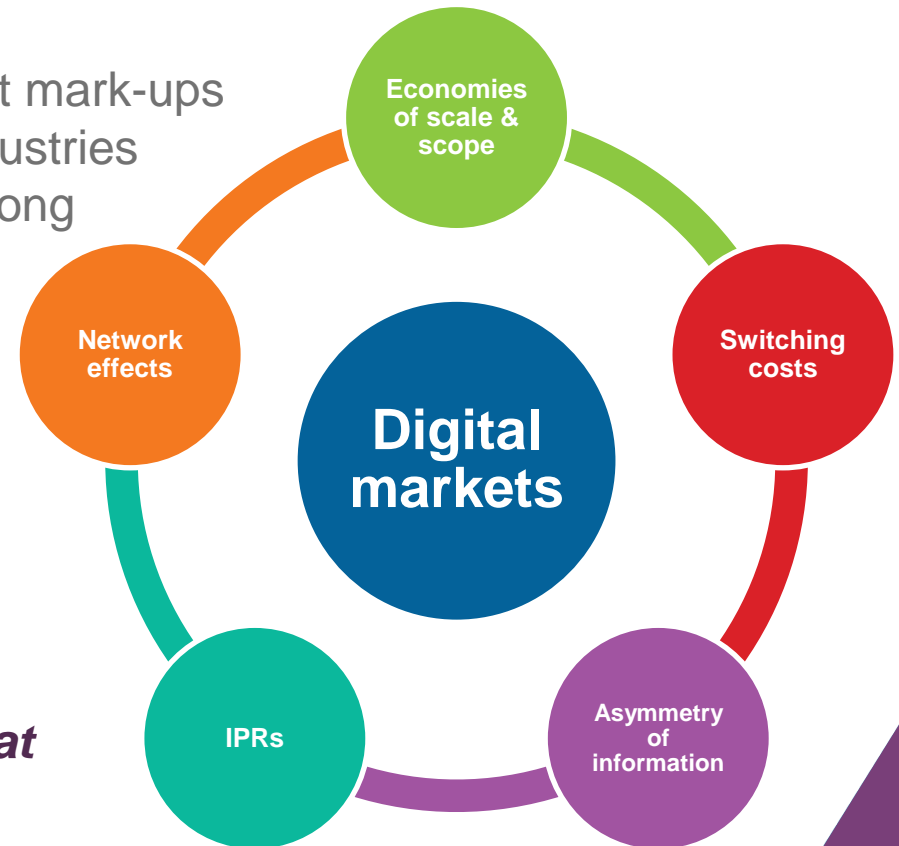 t mark-ups
ustries
ong
Economies
of scale &
scope
Network
effects
Switching
costs
Digital
markets
IPRs
Asymmetry
of
information
at